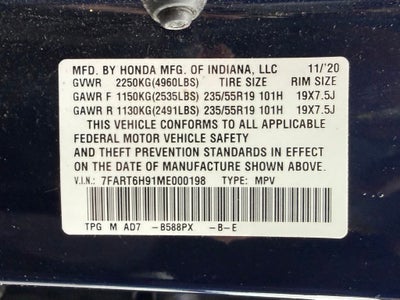 MFD. BY HONDA MFG. OF INDIANA, LLC 11/'20
GVWR 2250KG(4960LBS) TIRE SIZE RIM SIZE
GAWR F 1150KG(2535LBS) 235/55R19 101H 19X7.5J
GAWR R 1130KG(2491LBS) 235/55R19 101H 19X7.5J
THIS VEHICLE CONFORMS TO ALL APPLICABLE
FEDERAL MOTOR VEHICLE SAFETY
AND THEFT PREVENTION STANDARDS IN EFFECT
ON THE DATE OF MANUFACTURE SHOWN ABOVE.
VIN: 7FART6H91ME000198 TYPE: MPV
TPG M AD7 -B588PX -B-E